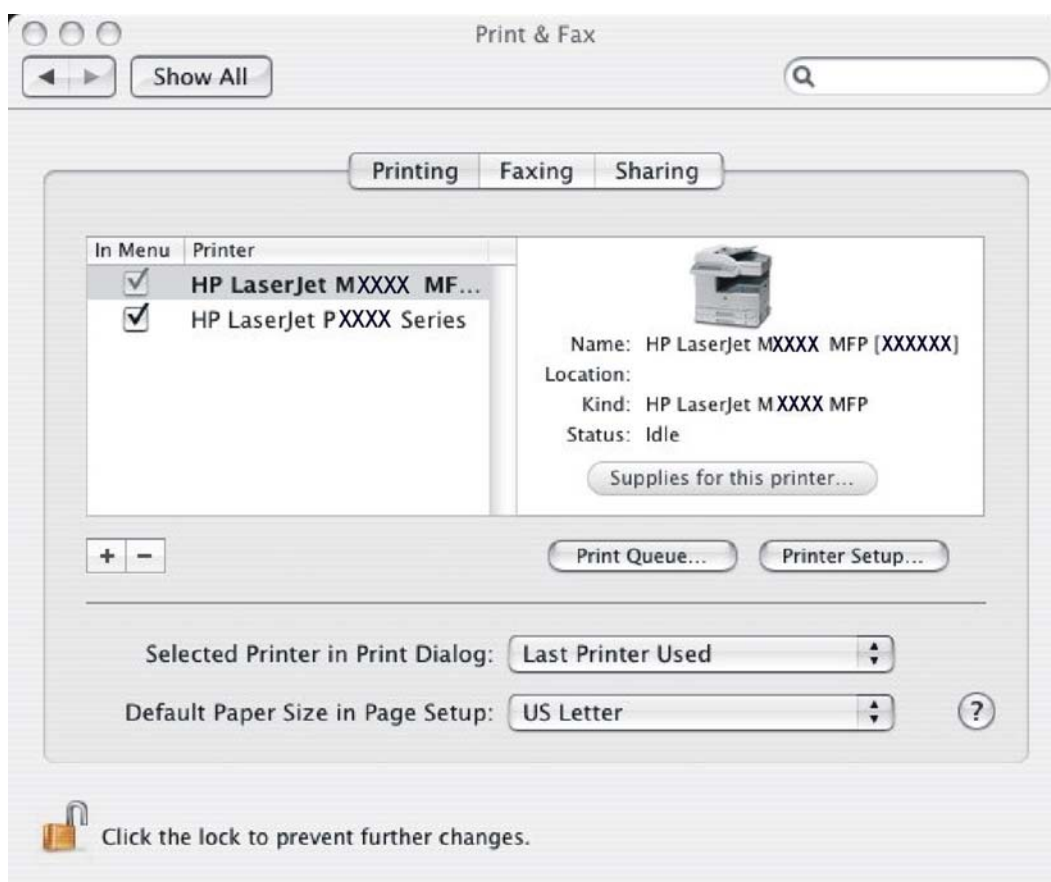 Print & Fax
Show All
Printing Faxing Sharing
In Menu Printer
HP LaserJet MXXXX MF...
HP LaserJet PXXXX Series
Name: HP LaserJet MXXXX MFP [XXXXXX]
Location:
Kind: HP LaserJet MXXXX MFP
Status: Idle
Supplies for this printer...
+ −
Print Queue... Printer Setup...
Selected Printer in Print Dialog: Last Printer Used
Default Paper Size in Page Setup: US Letter ?
Click the lock to prevent further changes.